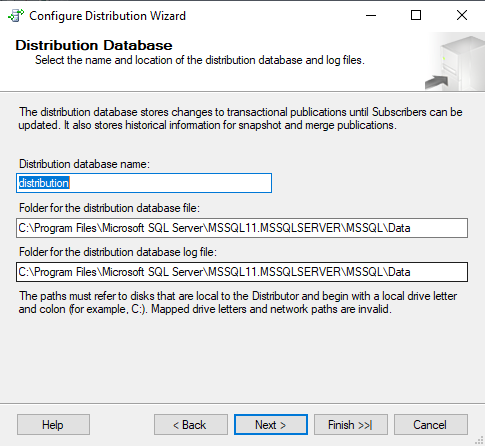 Configure Distribution Wizard
Distribution Database
Select the name and location of the distribution database and log files.
The distribution database stores changes to transactional publications until Subscribers can be
updated. It also stores historical information for snapshot and merge publications.
Distribution database name:
distribution
Folder for the distribution database file:
C:\Program Files\Microsoft SQL Server\MSSQL11.MSSQLSERVER\MSSQL\Data
Folder for the distribution database log file:
C:\Program Files\Microsoft SQL Server\MSSQL11.MSSQLSERVER\MSSQL\Data
The paths must refer to disks that are local to the Distributor and begin with a local drive letter
and colon (for example, C:). Mapped drive letters and network paths are invalid.
Help < Back Next > Finish >>| Cancel